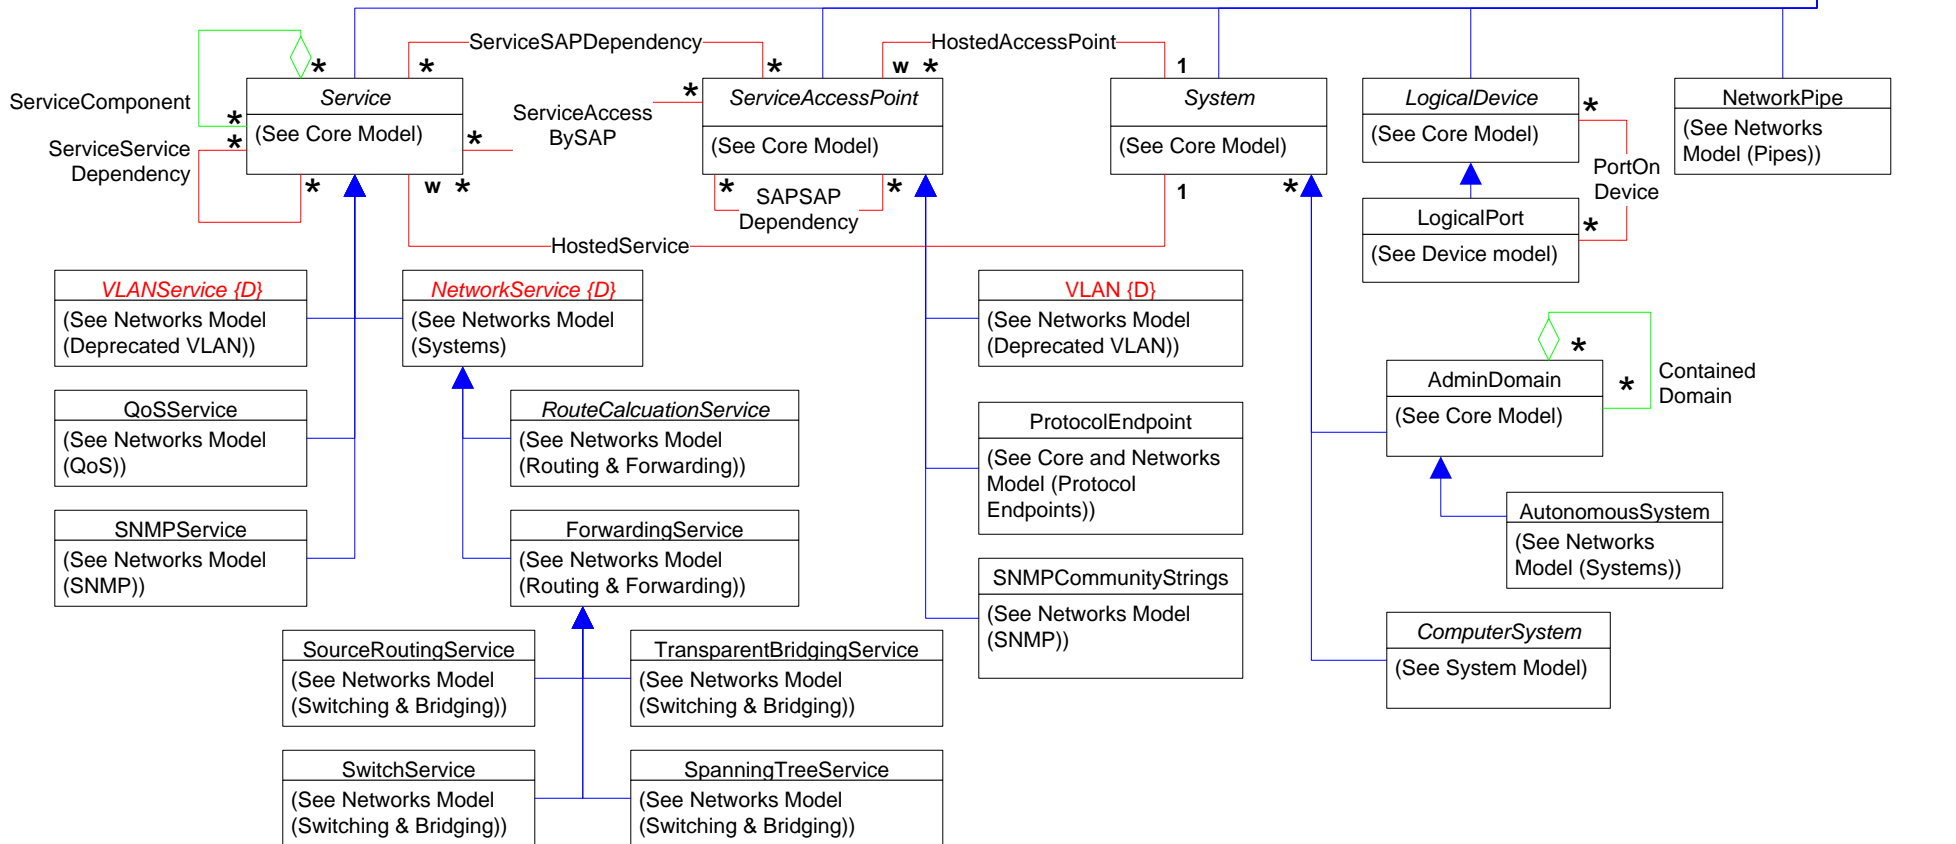 ServiceSAPDependency
HostedAccessPoint
*
*
w *
1
ServiceComponent
*
*
Service
(See Core Model)
ServiceAccess
BySAP
*
*
ServiceAccessPoint
(See Core Model)
System
(See Core Model)
LogicalDevice
(See Core Model)
*
NetworkPipe
(See Networks
Model (Pipes))
ServiceService
Dependency
*
*
w *
*
SAPSAP
Dependency
*
1
*
PortOn
Device
LogicalPort
(See Device model)
*
HostedService
VLANService {D}
(See Networks Model
(Deprecated VLAN))
NetworkService {D}
(See Networks Model
(Systems)
VLAN {D}
(See Networks Model
(Deprecated VLAN))
*
*
Contained
Domain
AdminDomain
(See Core Model)
QoSService
(See Networks Model
(QoS))
RouteCalcuationService
(See Networks Model
(Routing & Forwarding))
ProtocolEndpoint
(See Core and Networks
Model (Protocol
Endpoints))
SNMPService
(See Networks Model
(SNMP))
ForwardingService
(See Networks Model
(Routing & Forwarding))
AutonomousSystem
(See Networks
Model (Systems))
SNMPCommunityStrings
(See Networks Model
(SNMP))
ComputerSystem
(See System Model)
SourceRoutingService
(See Networks Model
(Switching & Bridging))
TransparentBridgingService
(See Networks Model
(Switching & Bridging))
SwitchService
(See Networks Model
(Switching & Bridging))
SpanningTreeService
(See Networks Model
(Switching & Bridging))